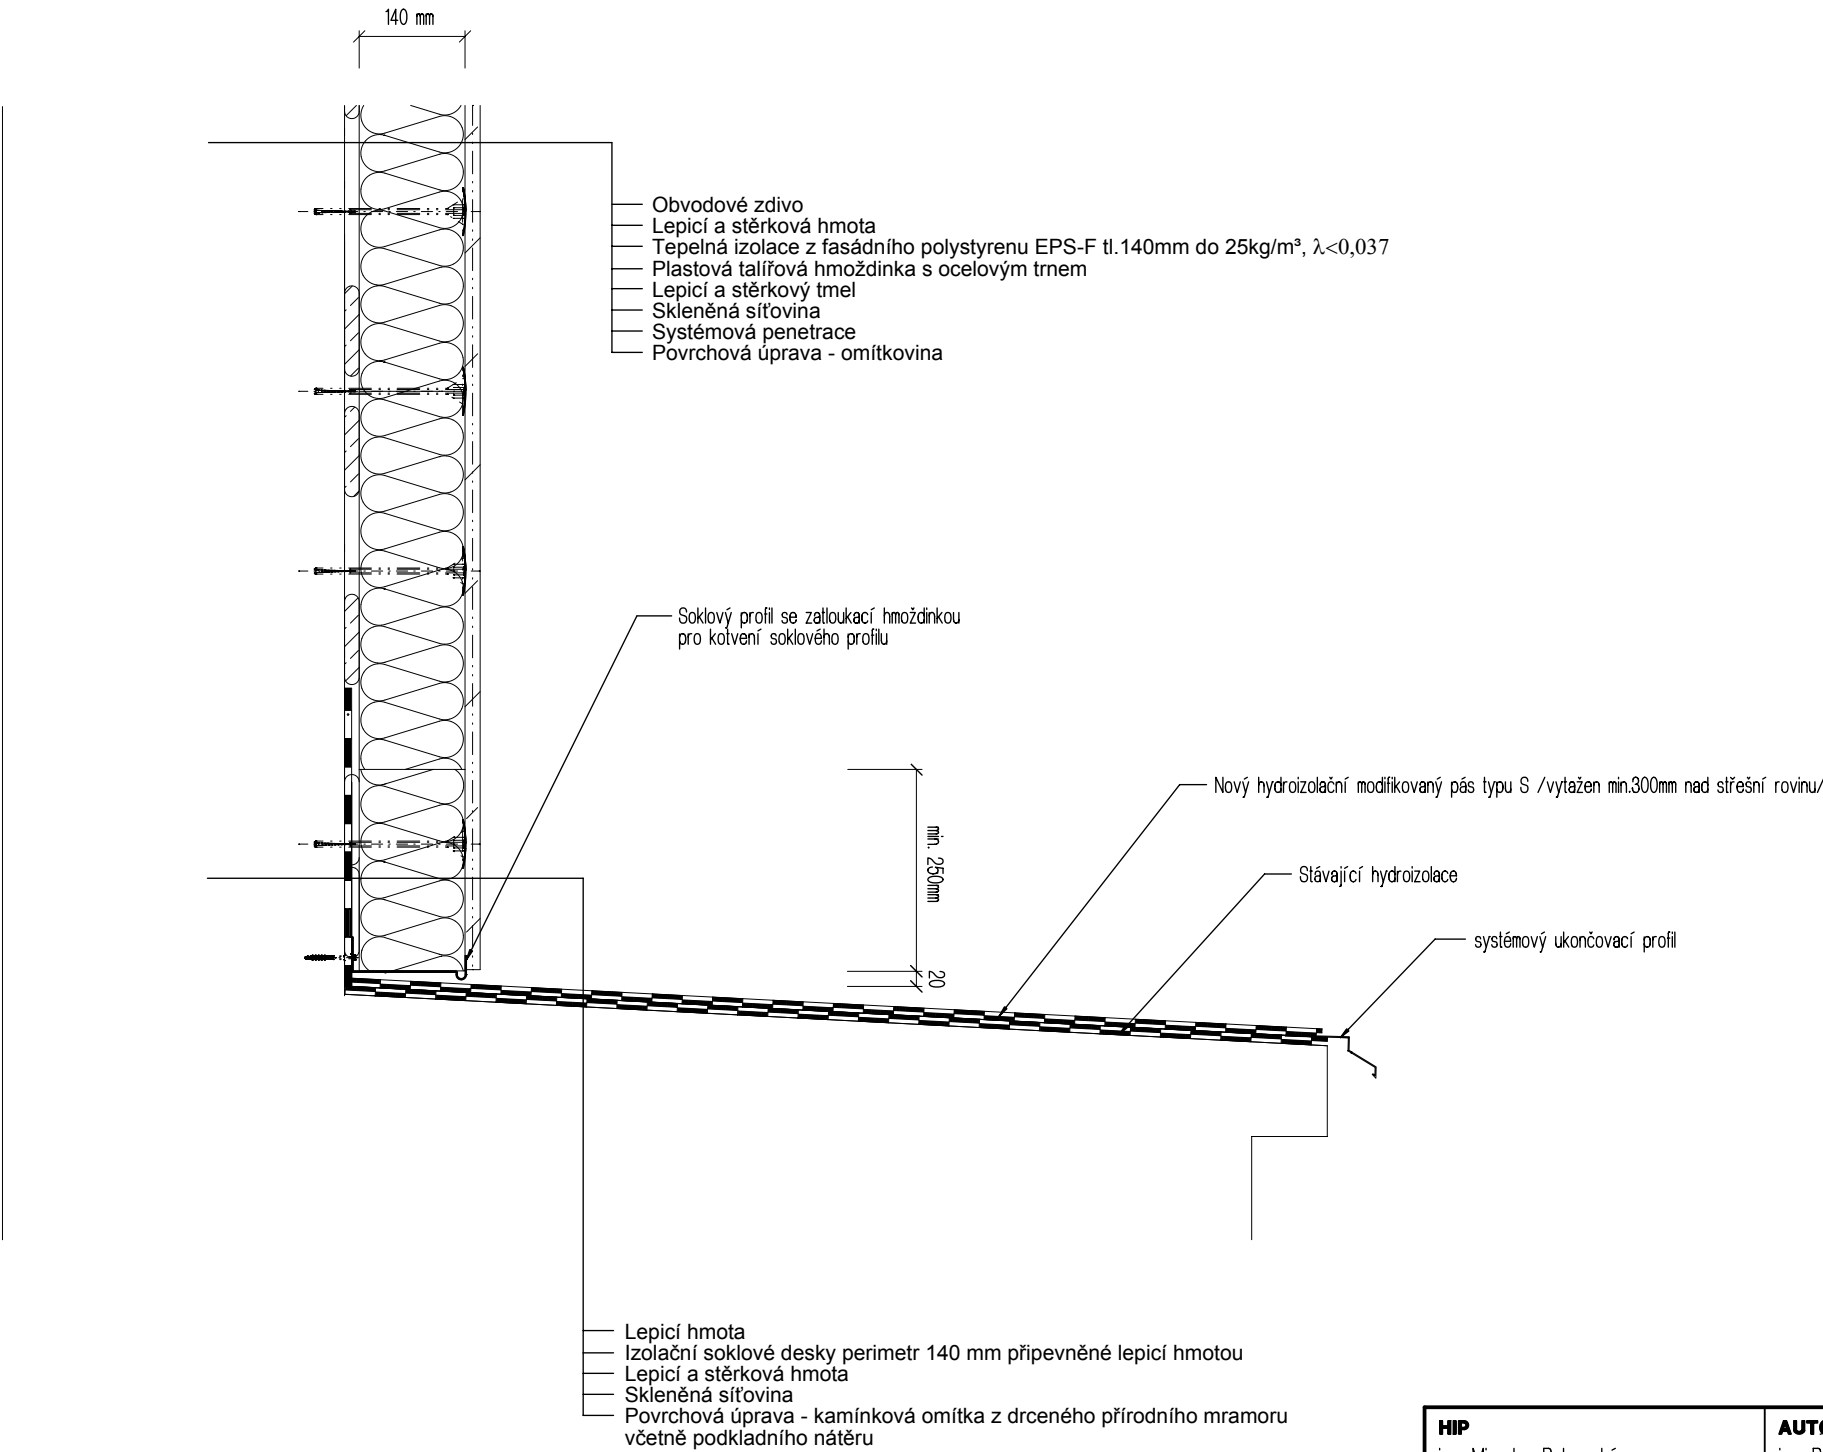 140 mm
Obvodové zdivo
Lepicí a stěrková hmota
Tepelná izolace z fasádního polystyrenu EPS-F tl.140mm do 25kg/m³, λ<0,037
Plastová talířová hmoždinka s ocelovým trnem
Lepicí a stěrkový tmel
Skleněná síťovina
Systémová penetrace
Povrchová úprava - omítkovina
Soklový profil se zatloukací hmoždinkou
pro kotvení soklového profilu
Nový hydroizolační modifikovaný pás typu S /vytažen min.300mm nad střešní rovinu/
min. 250mm
Stávající hydroizolace
systémový ukončovací profil
20
Lepicí hmota
Izolační soklové desky perimetr 140 mm připevněné lepicí hmotou
Lepicí a stěrková hmota
Skleněná síťovina
Povrchová úprava - kamínková omítka z drceného přírodního mramoru
včetně podkladního nátěru
HIP